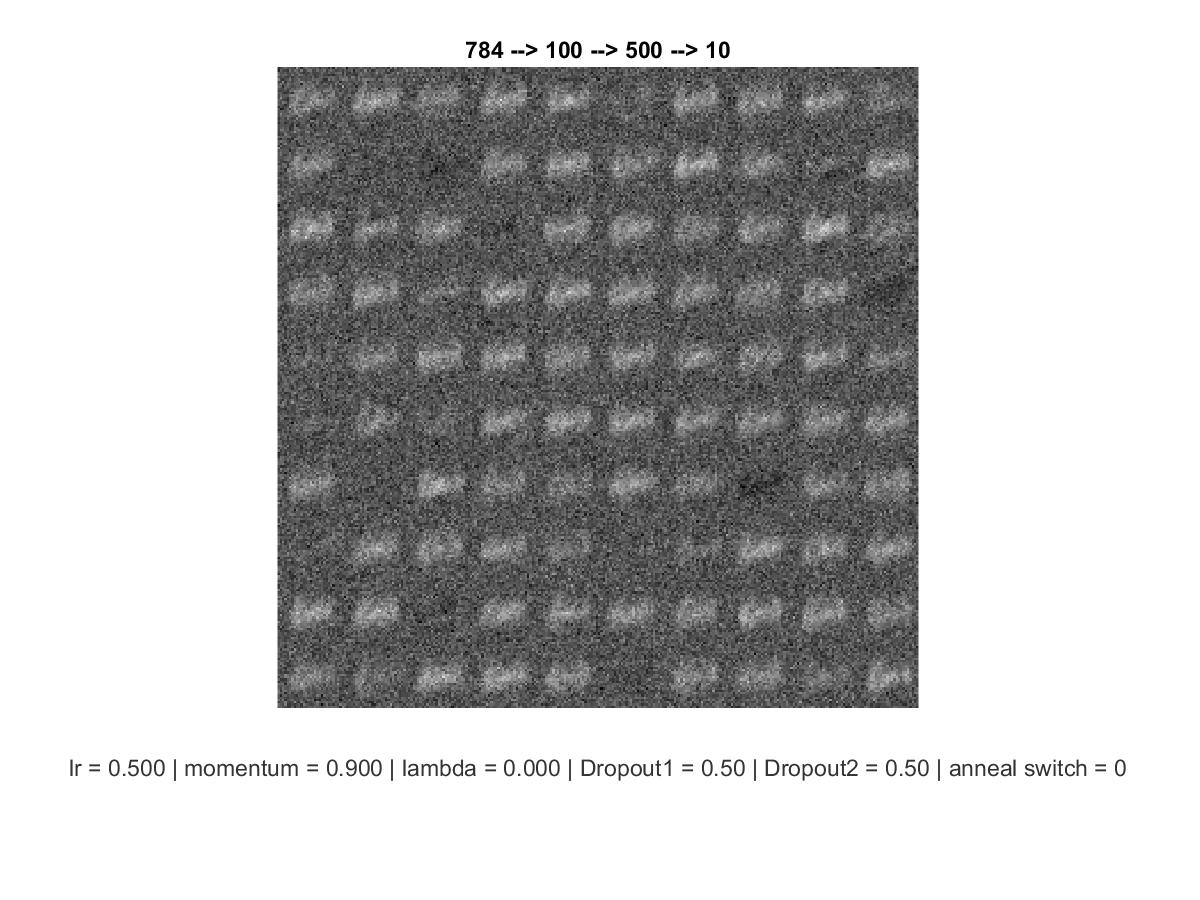 784 --> 100 --> 500 --> 10
lr = 0.500 | momentum = 0.900 | lambda = 0.000 | Dropout1 = 0.50 | Dropout2 = 0.50 | anneal switch = 0